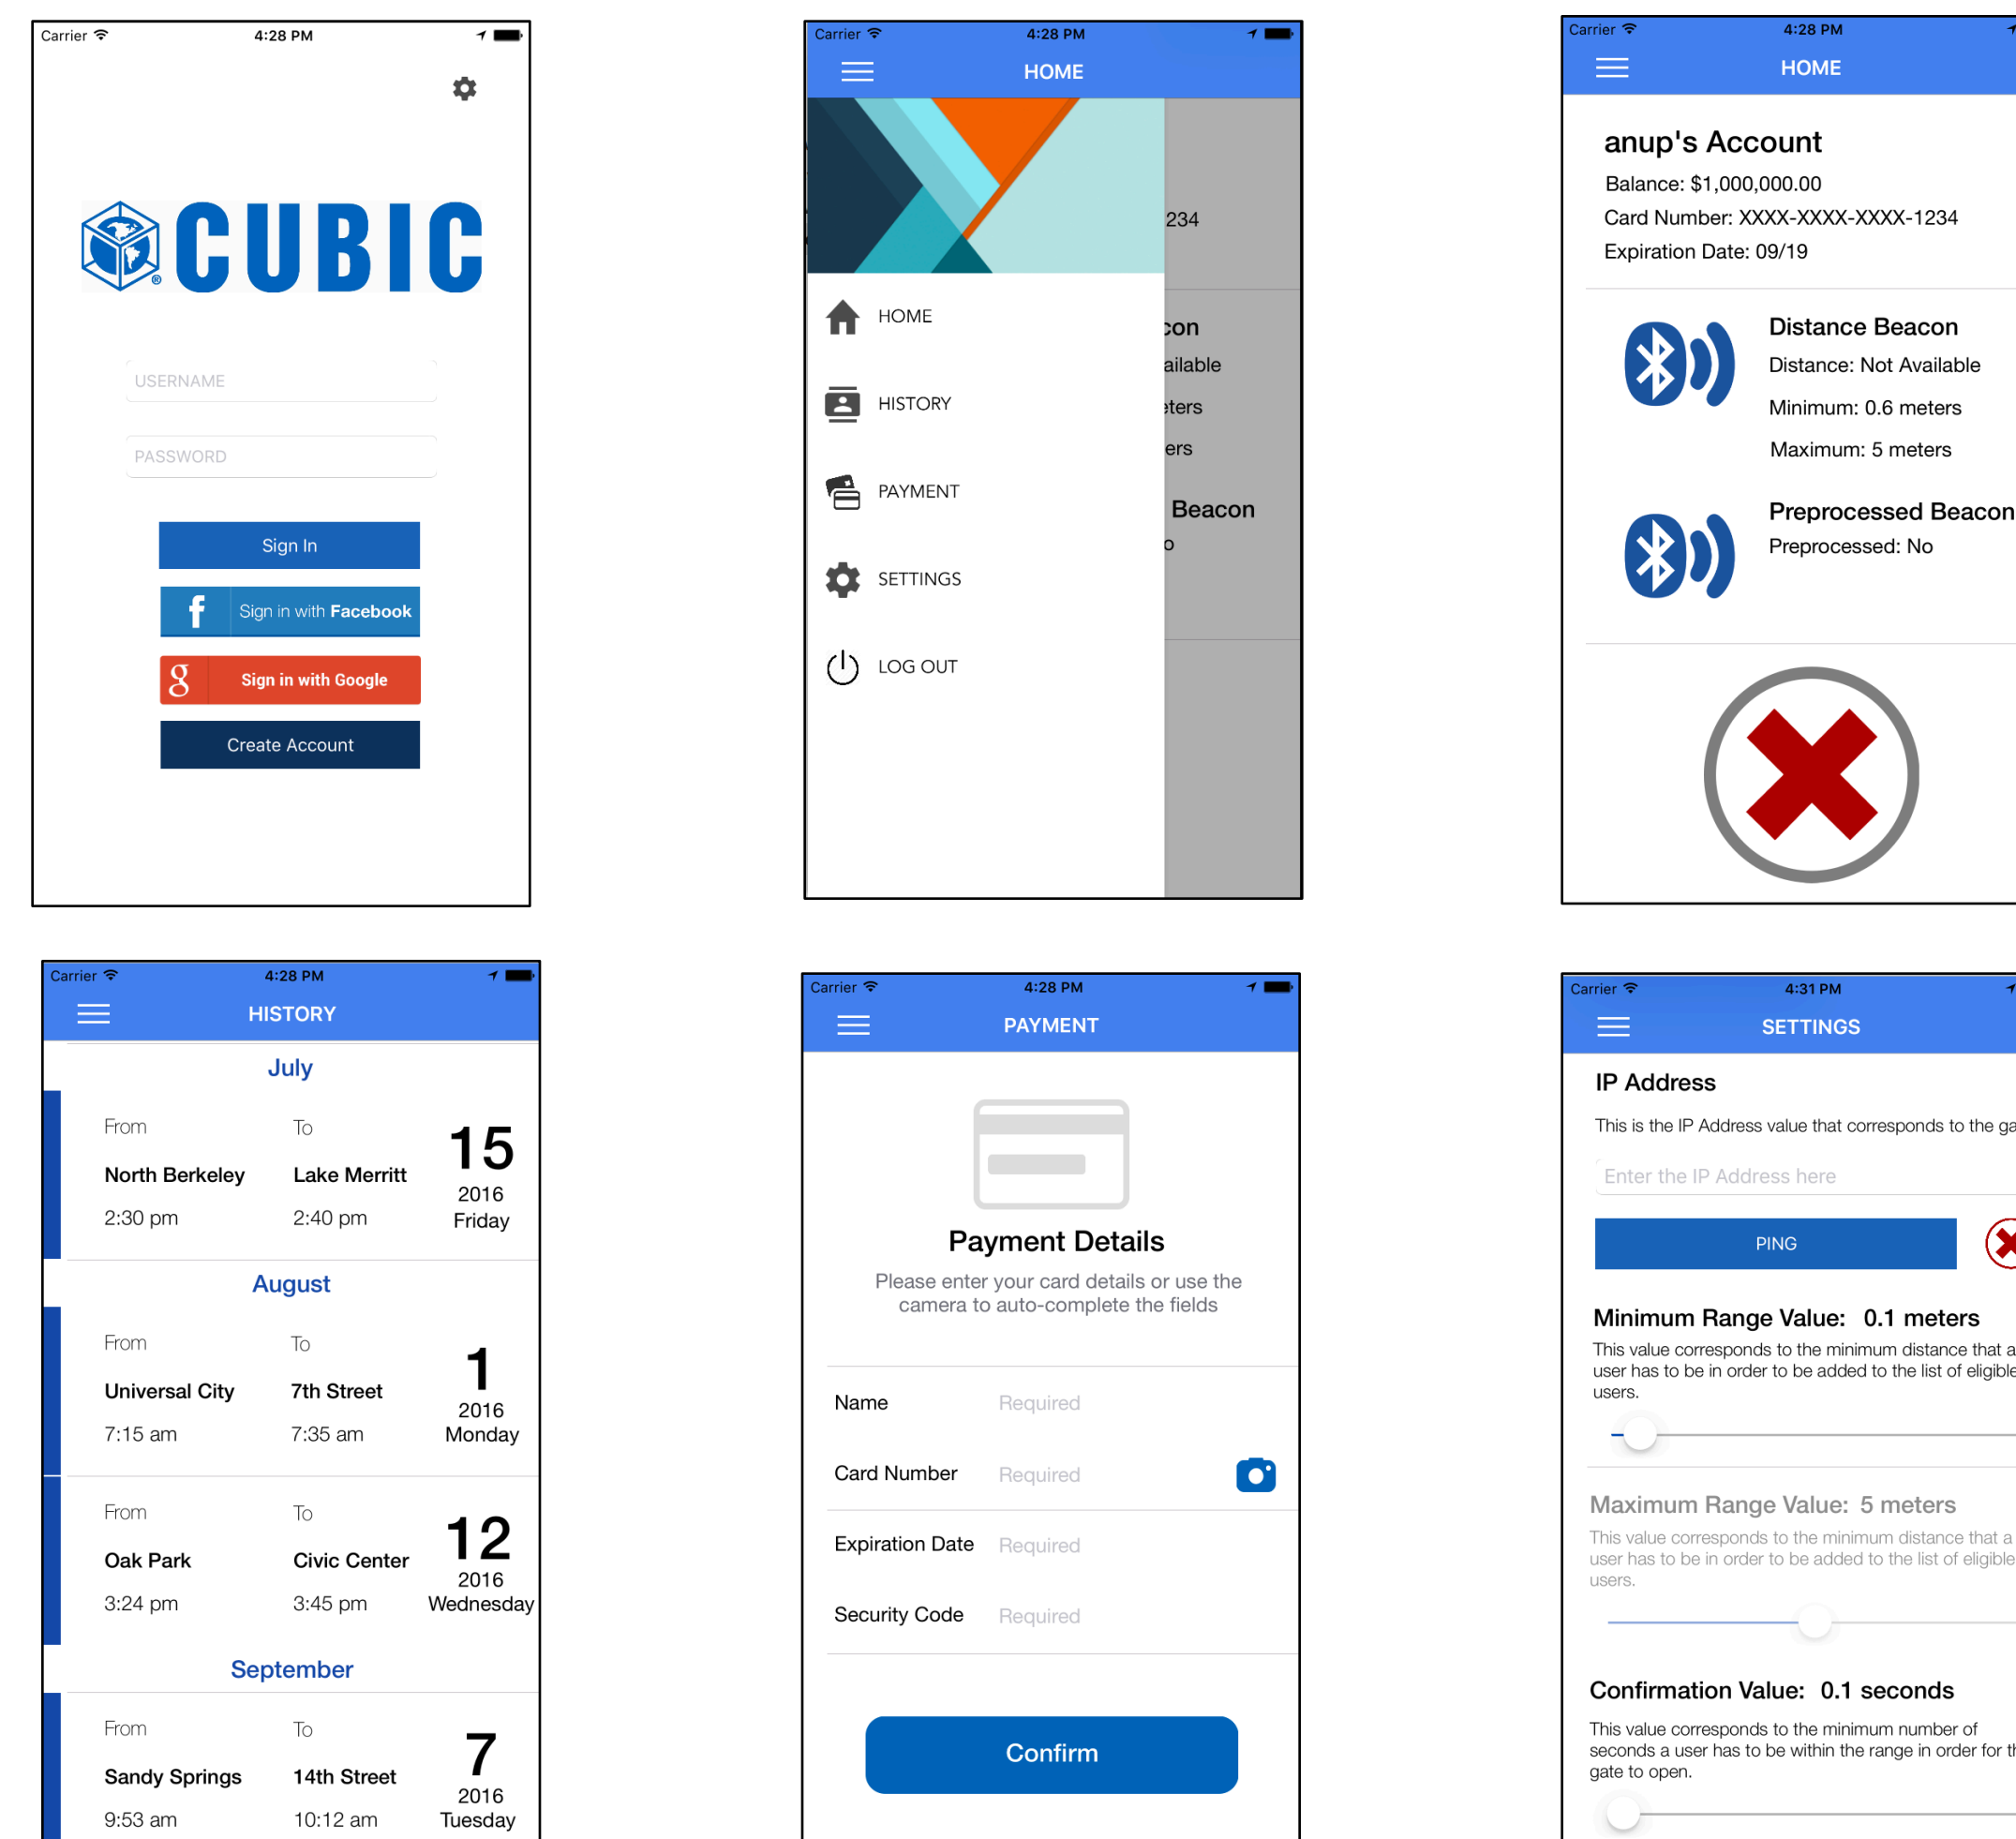 Carrier 4:28 PM
CUBIC
®
USERNAME
PASSWORD
Sign In
f Sign in with Facebook
g Sign in with Google
Create Account
Carrier 4:28 PM
HOME
234
HOME
con
ailable
HISTORY
eters
ers
PAYMENT
Beacon
o
SETTINGS
LOG OUT
Carrier 4:28 PM
HOME
anup's Account
Balance: $1,000,000.00
Card Number: XXXX-XXXX-XXXX-1234
Expiration Date: 09/19
Distance Beacon
Distance: Not Available
Minimum: 0.6 meters
Maximum: 5 meters
Preprocessed Beacon
Preprocessed: No
Carrier 4:28 PM
HISTORY
July
From To
15
North Berkeley Lake Merritt
2016
2:30 pm 2:40 pm Friday
August
From To
1
Universal City 7th Street
2016
7:15 am 7:35 am Monday
From To
12
Oak Park Civic Center
2016
3:24 pm 3:45 pm Wednesday
September
From To
7
Sandy Springs 14th Street
2016
9:53 am 10:12 am Tuesday
Carrier 4:28 PM
PAYMENT
Payment Details
Please enter your card details or use the
camera to auto-complete the fields
Name Required
Card Number Required
Expiration Date Required
Security Code Required
Confirm
Carrier 4:31 PM
SETTINGS
IP Address
This is the IP Address value that corresponds to the ga
Enter the IP Address here
PING
Minimum Range Value: 0.1 meters
This value corresponds to the minimum distance that a
user has to be in order to be added to the list of eligible
users.
Maximum Range Value: 5 meters
This value corresponds to the minimum distance that a
user has to be in order to be added to the list of eligible
users.
Confirmation Value: 0.1 seconds
This value corresponds to the minimum number of
seconds a user has to be within the range in order for th
gate to open.